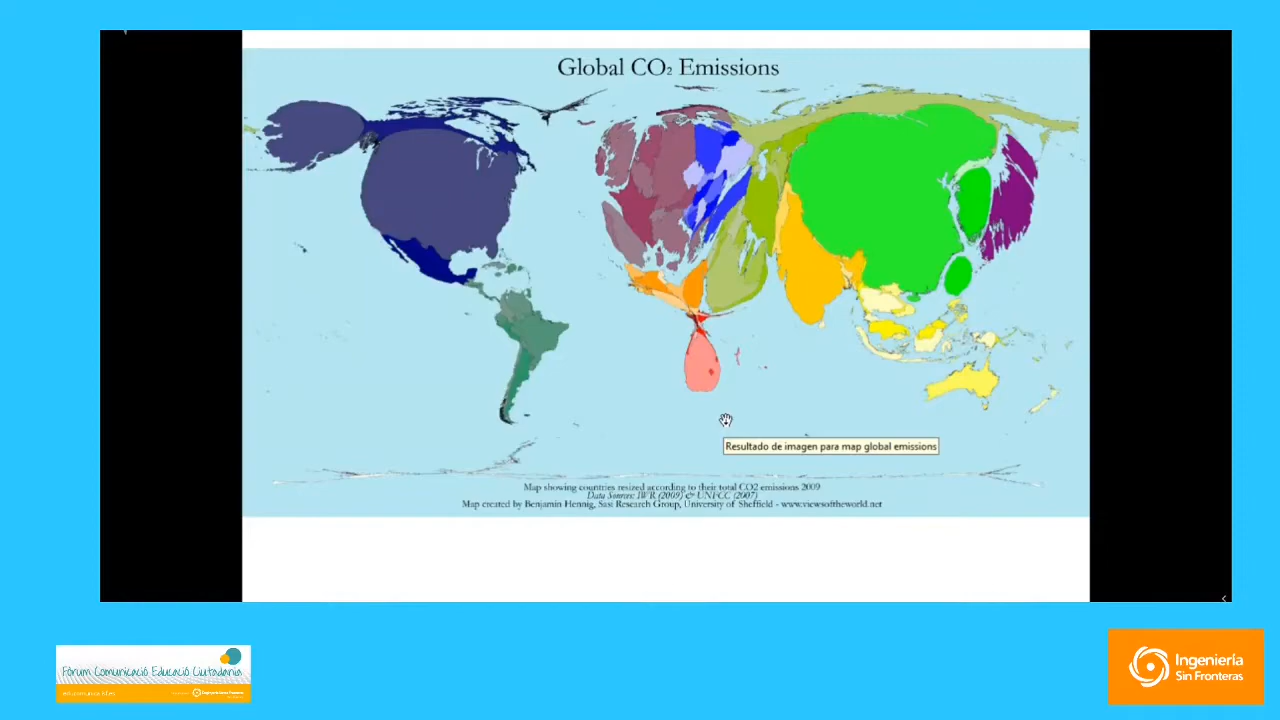 Global CO₂ Emissions
Resultado de imagen para map global emissions
Map showing countries resized according to their total CO2 emissions 2009
Data Sources: IWR (2009) & UNFCC (2007)
Map created by Benjamin Hennig, Sasi Research Group, University of Sheffield - www.viewsoftheworld.net
Fòrum Comunicació Educació Ciutadania
Ingeniería
Sin Fronteras